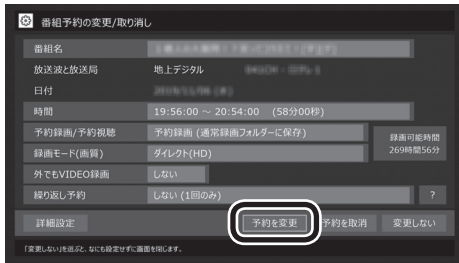 番組予約の変更/取り消し
番組名
放送波と放送局 地上デジタル
日付
時間 19:56:00 ～ 20:54:00 (58分00秒)
予約録画/予約視聴 予約録画 (通常録画フォルダーに保存)
録画可能時間
269時間56分
録画モード(画質) ダイレクト(HD)
外でもVIDEO録画 しない
繰り返し予約 しない (1回のみ) ?
詳細設定 予約を変更 予約を取消 変更しない
「変更しない」を選ぶと、なにも設定せずに画面を閉じます。